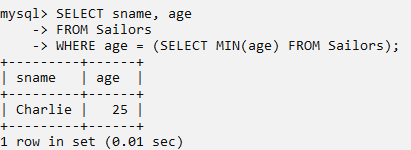 mysql> SELECT sname, age
    -> FROM Sailors
    -> WHERE age = (SELECT MIN(age) FROM Sailors);
+---------+------+
| sname   | age  |
+---------+------+
| Charlie |   25 |
+---------+------+
1 row in set (0.01 sec)